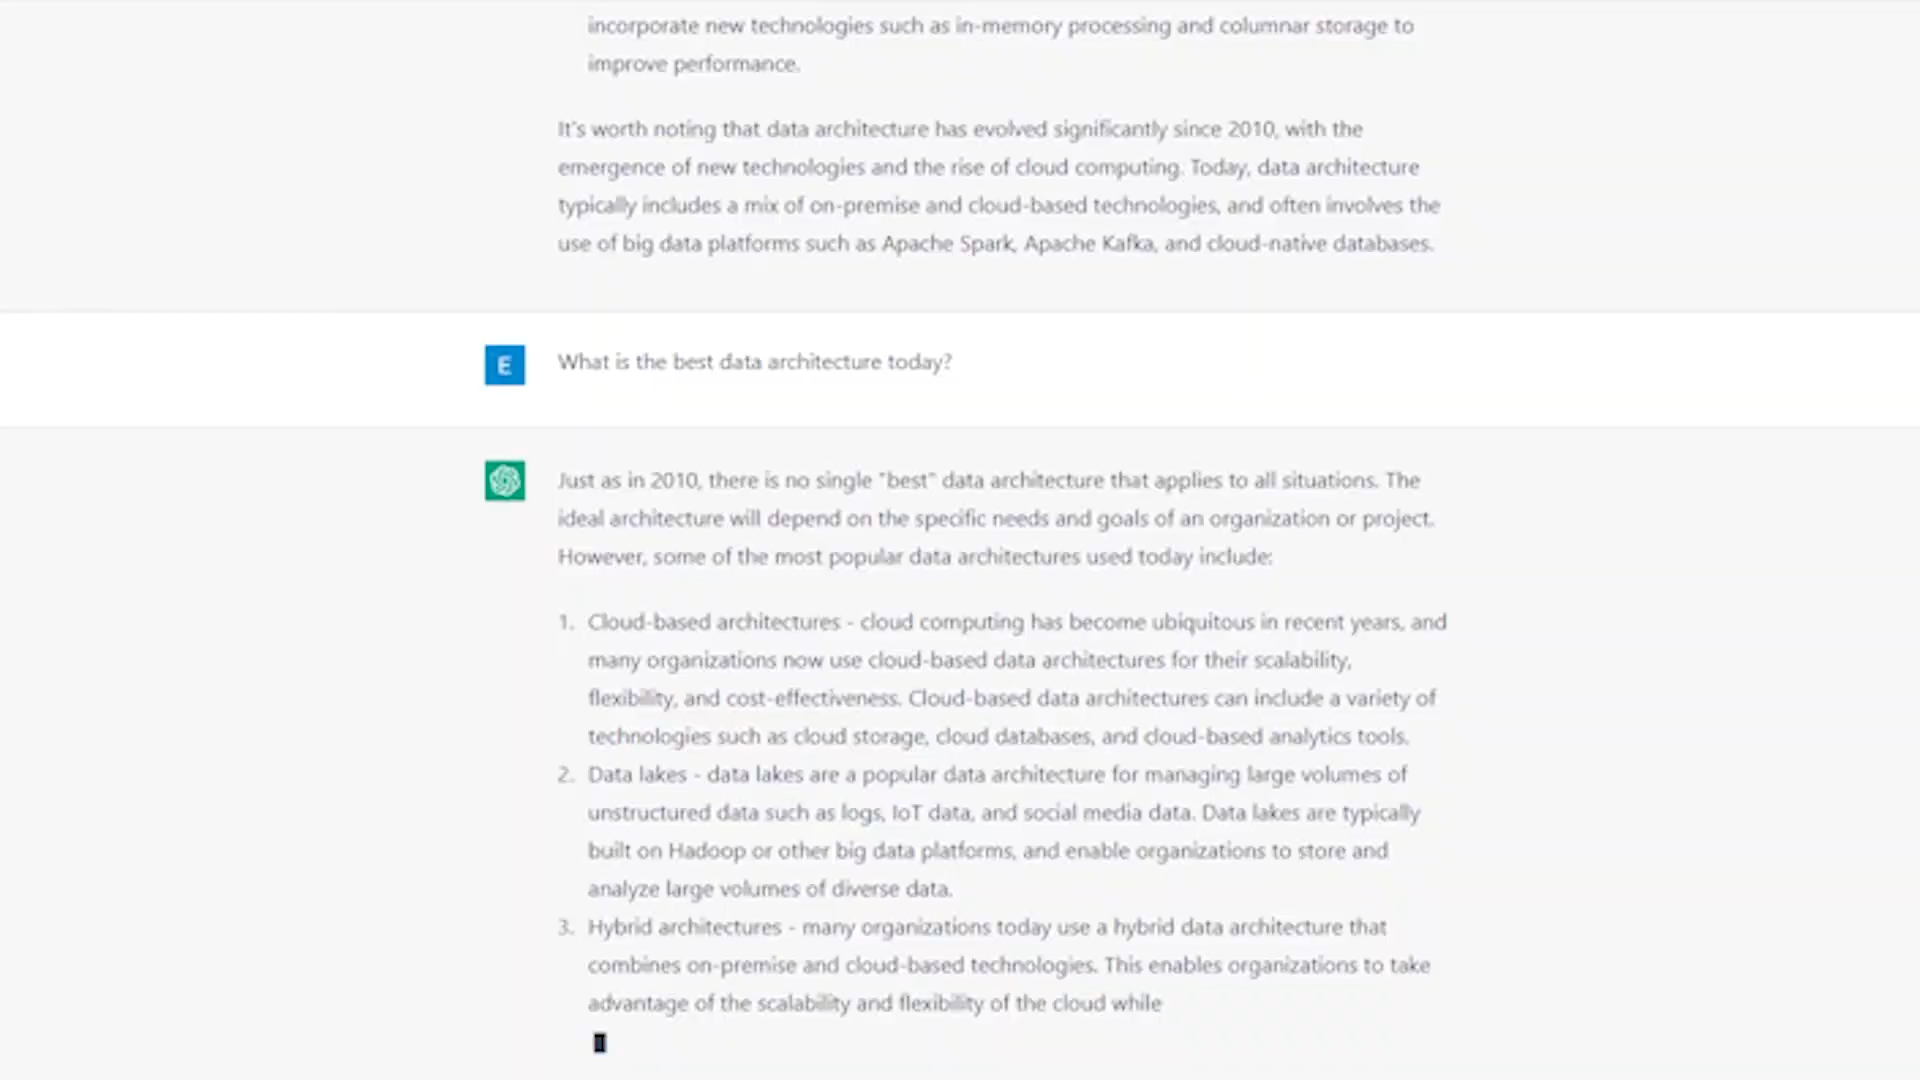 incorporate new technologies such as in-memory processing and columnar storage to
improve performance.
It's worth noting that data architecture has evolved significantly since 2010, with the
emergence of new technologies and the rise of cloud computing. Today, data architecture
typically includes a mix of on-premise and cloud-based technologies, and often involves the
use of big data platforms such as Apache Spark, Apache Kafka, and cloud-native databases.
E What is the best data architecture today?
Just as in 2010, there is no single "best" data architecture that applies to all situations. The
ideal architecture will depend on the specific needs and goals of an organization or project.
However, some of the most popular data architectures used today include:
1. Cloud-based architectures - cloud computing has become ubiquitous in recent years, and
many organizations now use cloud-based data architectures for their scalability,
flexibility, and cost-effectiveness. Cloud-based data architectures can include a variety of
technologies such as cloud storage, cloud databases, and cloud-based analytics tools.
2. Data lakes - data lakes are a popular data architecture for managing large volumes of
unstructured data such as logs, IoT data, and social media data. Data lakes are typically
built on Hadoop or other big data platforms, and enable organizations to store and
analyze large volumes of diverse data.
3. Hybrid architectures - many organizations today use a hybrid data architecture that
combines on-premise and cloud-based technologies. This enables organizations to take
advantage of the scalability and flexibility of the cloud while